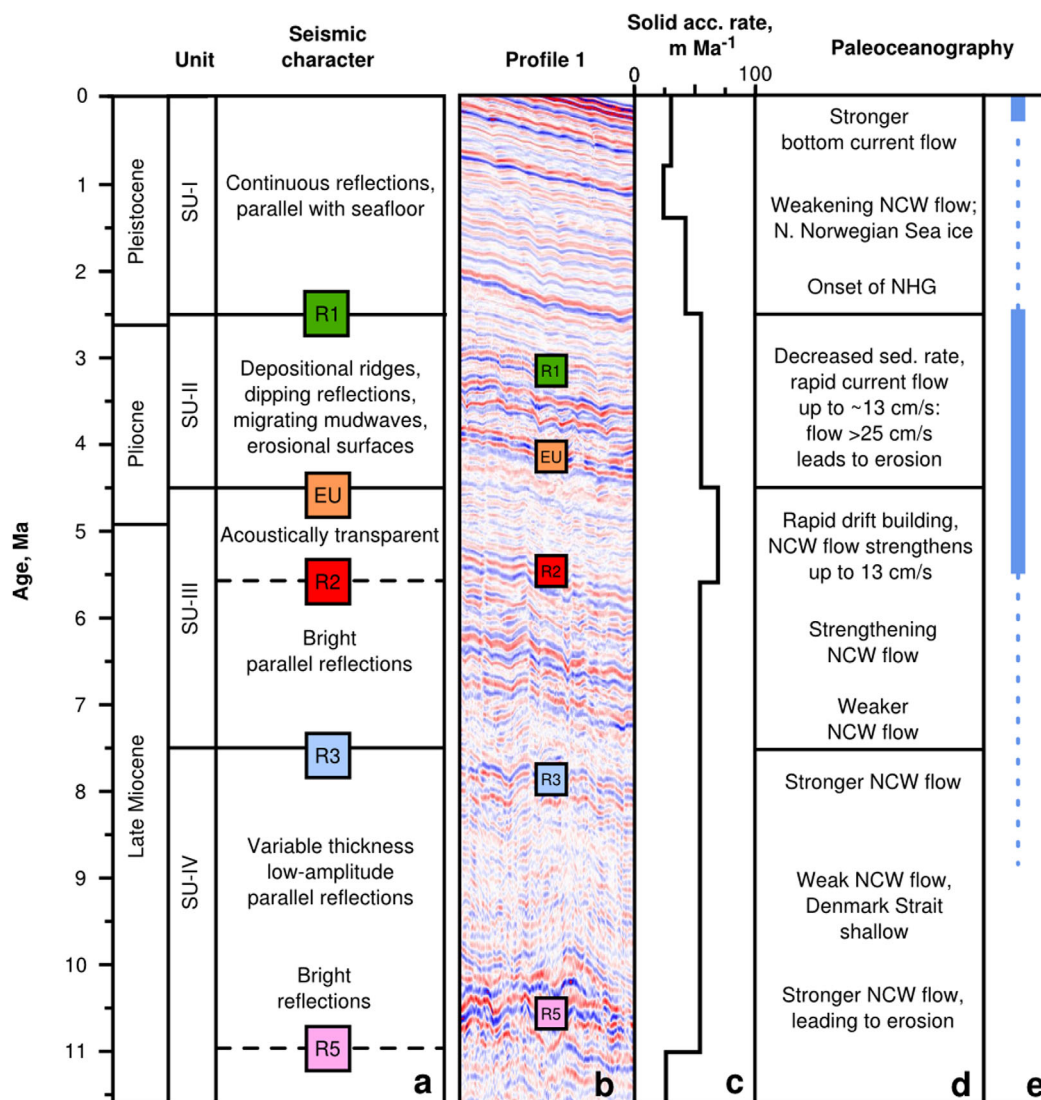 Unit
Seismic
character
Profile 1
Solid acc. rate,
m Ma-1
0
100
Paleoceanography
Age, Ma
0
1
2
3
4
5
6
7
8
9
10
11
Pleistocene
Pliocene
Late Miocene
SU-I
SU-II
SU-III
SU-IV
Continuous reflections,
parallel with seafloor
R1
Depositional ridges,
dipping reflections,
migrating mudwaves,
erosional surfaces
EU
Acoustically transparent
R2
Bright
parallel reflections
R3
Variable thickness
low-amplitude
parallel reflections
Bright
reflections
R5
a
R1
EU
R2
R3
R5
b
c
Stronger
bottom current flow
Weakening NCW flow;
N. Norwegian Sea ice
Onset of NHG
Decreased sed. rate,
rapid current flow
up to ~13 cm/s:
flow >25 cm/s
leads to erosion
Rapid drift building,
NCW flow strengthens
up to 13 cm/s
Strengthening
NCW flow
Weaker
NCW flow
Stronger NCW flow
Weak NCW flow,
Denmark Strait
shallow
Stronger NCW flow,
leading to erosion
d
e